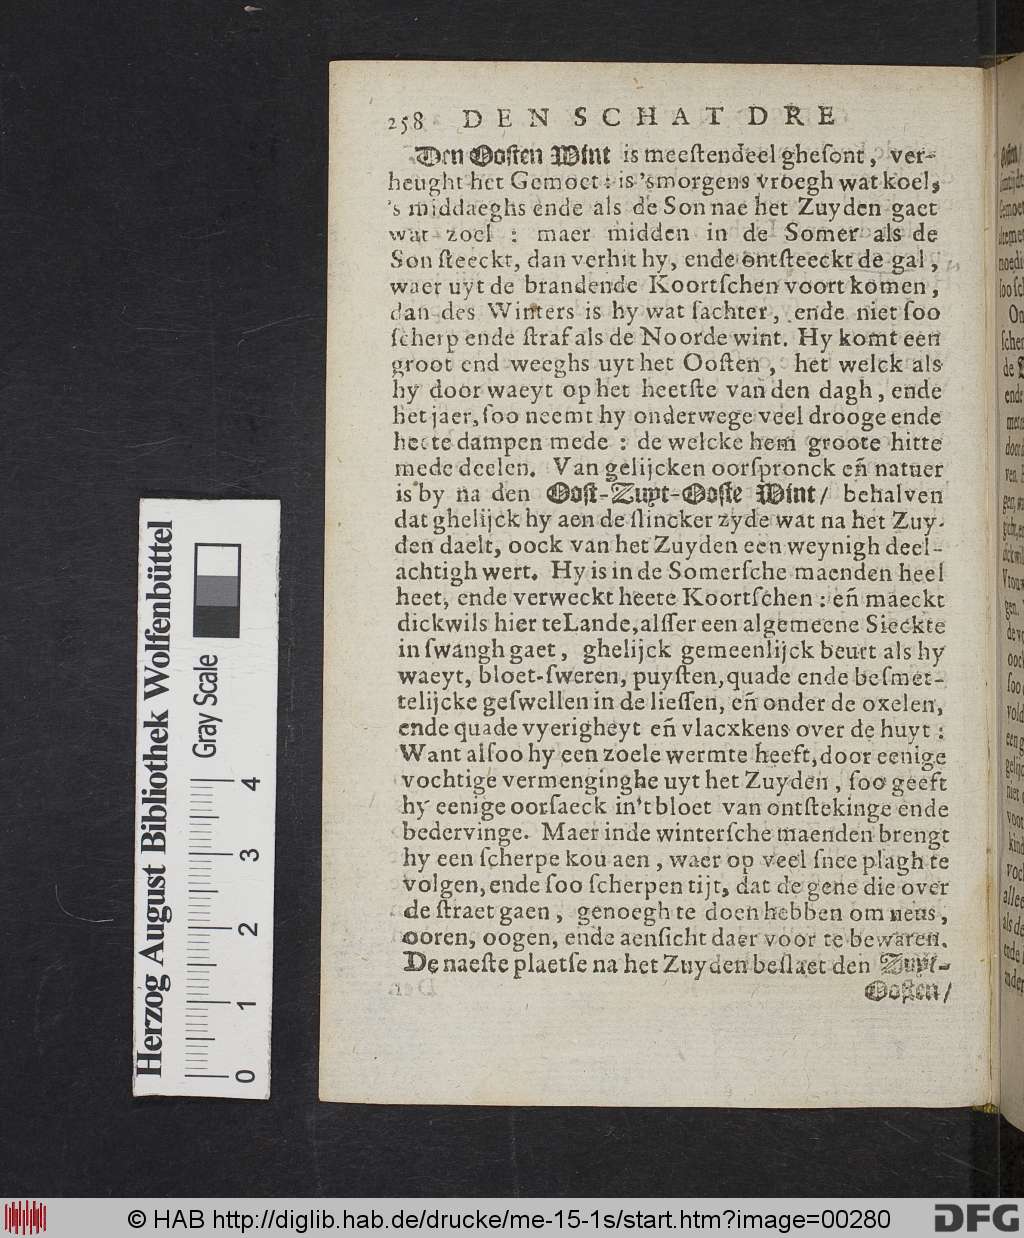 258 DEN SCHAT DRE
Den Oosten Wint is meeſtendeel gheſont, ver-
heught het Gemoet: is 'smorgens vroegh wat koel,
's middaeghs ende als de Son nae het Zuyden gaet
wat zoel : maer midden in de Somer als de
Son ſteeckt, dan verhit hy, ende ontſteeckt de gal,
waer uyt de brandende Koortſchen voort komen,
dan des Winters is hy wat ſachter, ende niet ſoo
ſcherp ende ſtraf als de Noorde wint. Hy komt een
groot end weeghs uyt het Ooſten, het welck als
hy door waeyt op het heetſte van den dagh, ende
het jaer, ſoo neemt hy onderwege veel drooge ende
heete dampen mede : de welcke hem groote hitte
mede deelen. Van gelijcken oorſpronck eñ natuer
is by na den Ooſt-Zuyt-Ooſte Wint/ behalven
dat ghelijck hy aen de ſlincker zyde wat na het Zuy-
den daelt, oock van het Zuyden een weynigh deel-
achtigh wert. Hy is in de Somerſche maenden heel
heet, ende verweckt heete Koortſchen : eñ maeckt
dickwils hier te Lande, alſſer een algemeene Sieckte
in ſwangh gaet, ghelijck gemeenlijck beurt als hy
waeyt, bloet-ſweren, puyſten, quade ende beſmet-
telijcke geſwellen in de lieſſen, eñ onder de oxelen,
ende quade vyerigheyt eñ vlacxkens over de huyt :
Want alſoo hy een zoele wermte heeft, door eenige
vochtige vermenginghe uyt het Zuyden, ſoo geeft
hy eenige oorſaeck in't bloet van ontſtekinge ende
bedervinge. Maer inde winterſche maenden brengt
hy een ſcherpe kou aen, waer op veel ſnee plagh te
volgen, ende ſoo ſcherpen tijt, dat de gene die over
de ſtraet gaen, genoegh te doen hebben om neus,
ooren, oogen, ende aenſicht daer voor te bewaren.
De naeſte plaetſe na het Zuyden beſlaet den Zuyt-
Ooſten/
Herzog August Bibliothek Wolfenbüttel
Gray Scale
0 1 2 3 4
© HAB http://diglib.hab.de/drucke/me-15-1s/start.htm?image=00280
DFG